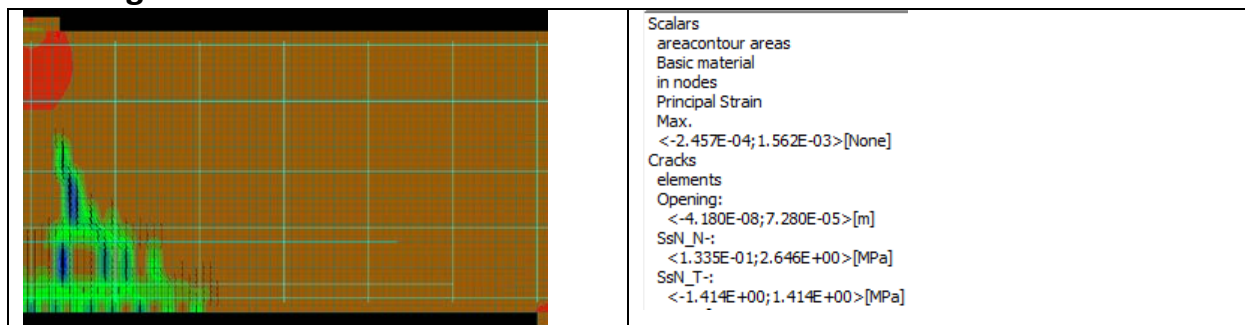 Scalars
areacontour areas
Basic material
in nodes
Principal Strain
Max.
<-2.457E-04;1.562E-03>[None]
Cracks
elements
Opening:
<-4.180E-08;7.280E-05>[m]
SsN_N-:
<1.335E-01;2.646E+00>[MPa]
SsN_T-:
<-1.414E+00;1.414E+00>[MPa]